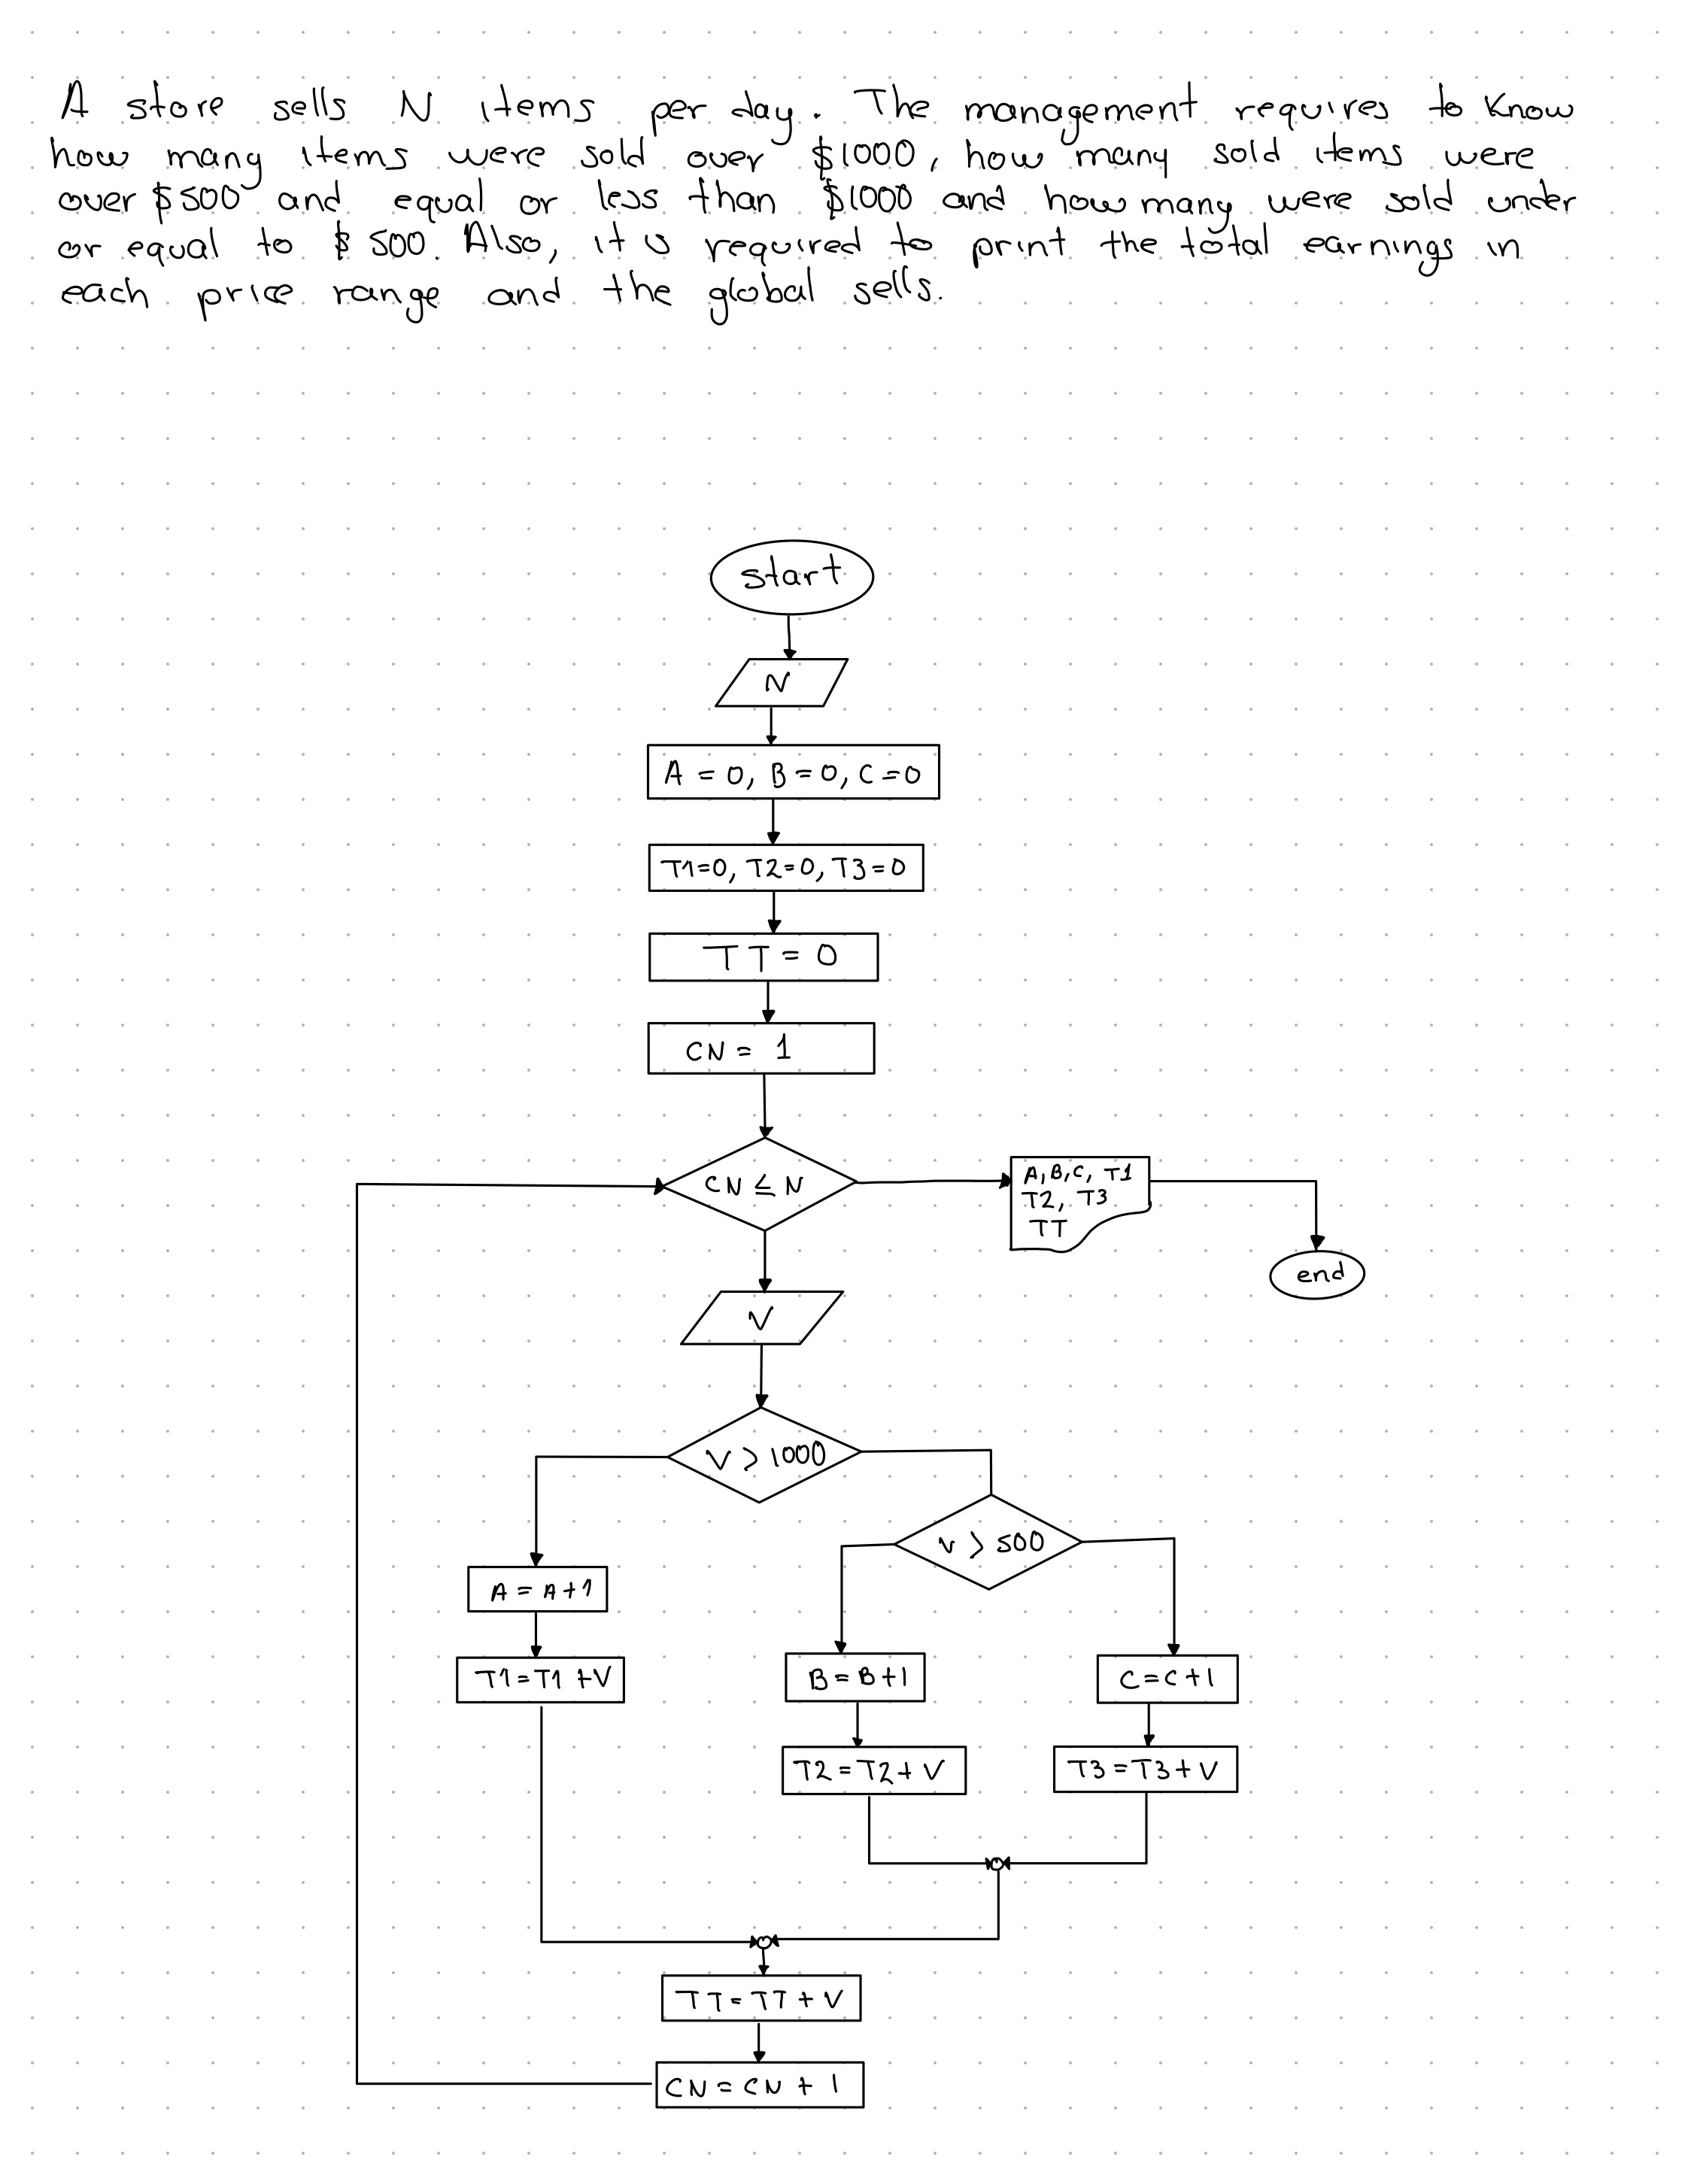 A store sells N items per day. The management requires to know
how many items were sold over $1000, how many sold items were
over $500 and equal or less than $1000 and how many were sold under
or equal to $500. Also, it is required to print the total earnings in
each price range and the global sells.
start
N
A = 0, B = 0, C = 0
T1=0, T2=0, T3=0
TT = 0
CN = 1
CN ≤ N
A, B, C, T1
T2, T3
TT
end
V
V > 1000
V > 500
A = A+1
T1=T1+V
B=B+1
C=C+1
T2=T2+V
T3=T3+V
TT=TT+V
CN=CN+1